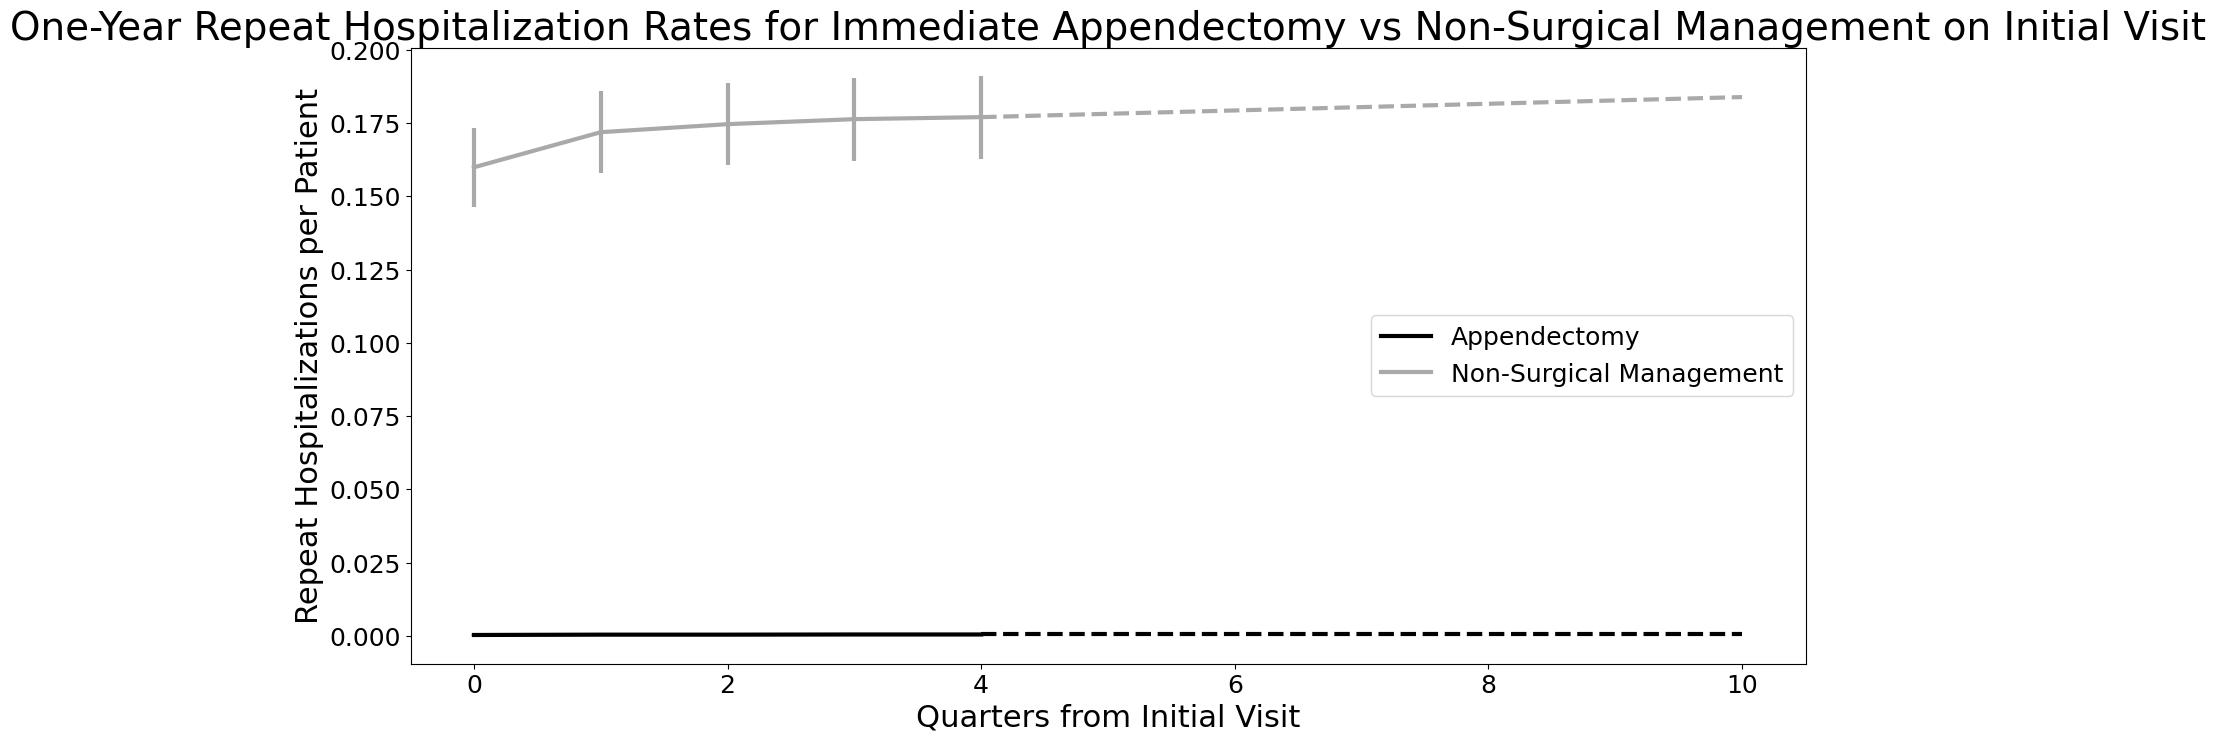 One-Year Repeat Hospitalization Rates for Immediate Appendectomy vs Non-Surgical Management on Initial Visit
Repeat Hospitalizations per Patient
0.200
0.175
0.150
0.125
0.100
0.075
0.050
0.025
0.000
Appendectomy
Non-Surgical Management
0 2 4 6 8 10
Quarters from Initial Visit